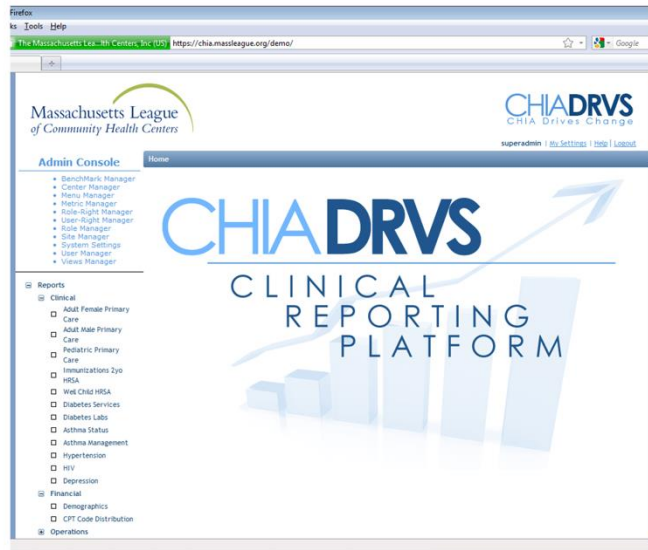 Firefox
ks Tools Help
The Massachusetts Lea...lth Centers, Inc (US) https://chia.massleague.org/demo/
Google
Massachusetts League
of Community Health Centers
CHIADRVS
CHIA Drives Change
superadmin | My Settings | Help | Logout
Admin Console
Home
BenchMark Manager
Center Manager
Menu Manager
Metric Manager
Role-Right Manager
User-Right Manager
Role Manager
Site Manager
System Settings
User Manager
Views Manager
CHIADRVS
CLINICAL
REPORTING
PLATFORM
Reports
Clinical
Adult Female Primary
Care
Adult Male Primary
Care
Pediatric Primary
Care
Immunizations 2yo
HRSA
Well Child HRSA
Diabetes Services
Diabetes Labs
Asthma Status
Asthma Management
Hypertension
HIV
Depression
Financial
Demographics
CPT Code Distribution
Operations